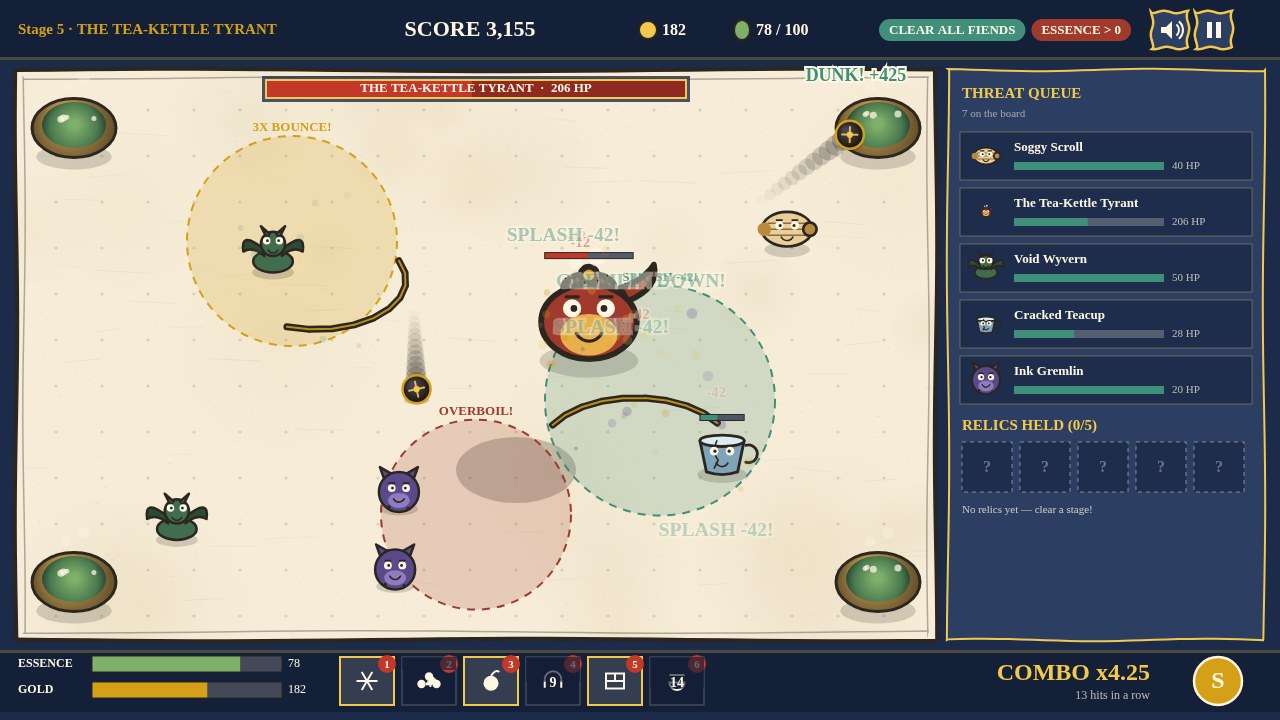 Stage 5 · THE TEA-KETTLE TYRANT
SCORE 3,155
182
78 / 100
CLEAR ALL FIENDS
ESSENCE > 0
DUNK! +425
THE TEA-KETTLE TYRANT · 206 HP
3X BOUNCE!
SPLASH -42!
-12
SPLASH -42!
-42
SPLASH -42!
OVERBOIL!
THREAT QUEUE
7 on the board
Soggy Scroll
40 HP
The Tea-Kettle Tyrant
206 HP
Void Wyvern
50 HP
Cracked Teacup
28 HP
Ink Gremlin
20 HP
RELICS HELD (0/5)
? ? ? ? ?
No relics yet — clear a stage!
ESSENCE
78
GOLD
182
1
2
3
4
9
5
6
14
COMBO x4.25
13 hits in a row
S